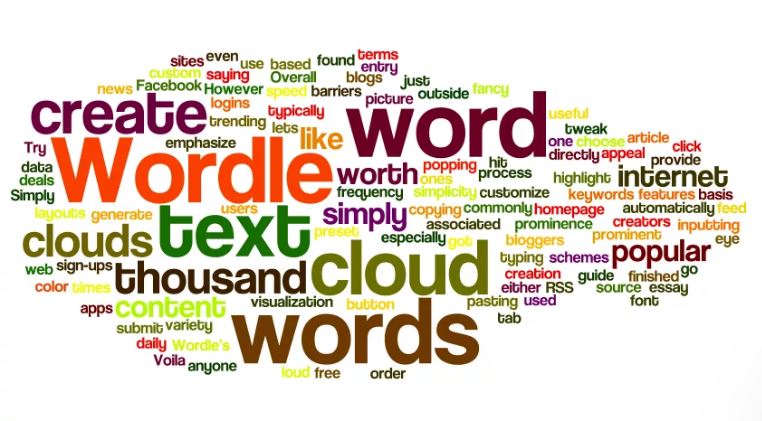 sites even use based found terms
custom saying Overall blogs entry
news Facebook However speed barriers just
create logins typically picture outside fancy
trending lets like word useful
Try emphasize tweak
Wordle worth popping hit one choose article click
data frequency ones process directly appeal provide
deals simplicity customize highlight internet
Simply users simply copying commonly homepage keywords features basis
layouts generate text preset associated prominence automatically feed
clouds especially got bloggers prominent creators inputting
web sign-ups thousand cloud typing schemes popular eye
color times creation guide finished go
apps content visualization button either RSS source essay
submit variety words pasting used font
daily Wordle's tab
Voila anyone
loud free order